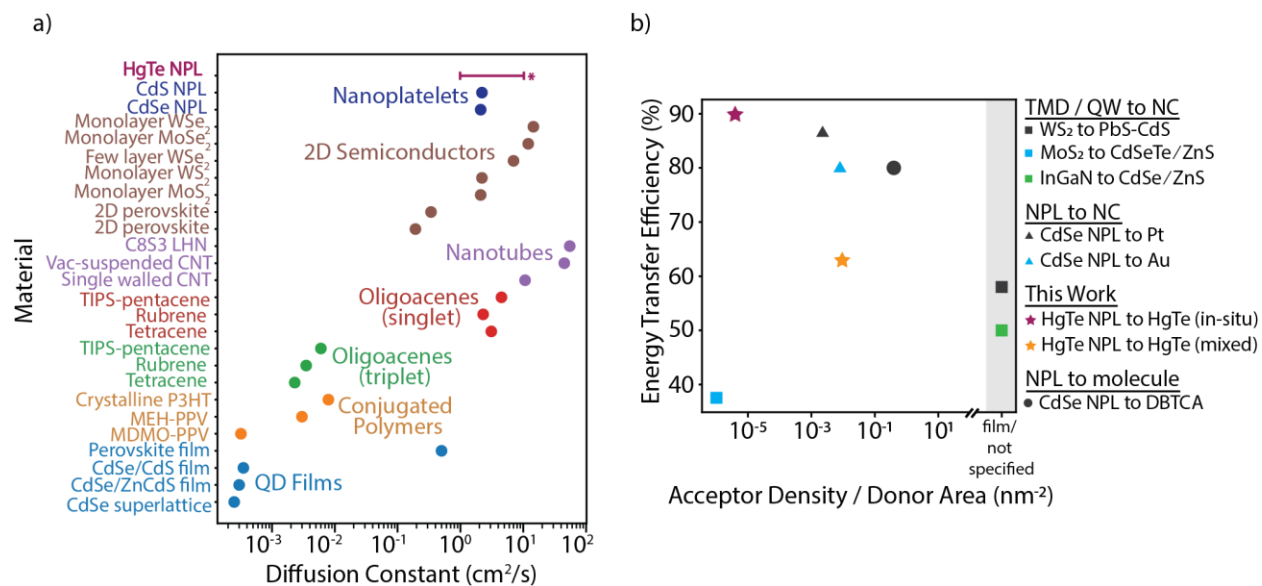 a)
Material
HgTe NPL
*
CdS NPL
CdSe NPL
Nanoplatelets
Monolayer WSe2
Monolayer MoSe2
Few layer WSe2
Monolayer WS2
Monolayer MoS2
2D perovskite
2D perovskite
2D Semiconductors
C8S3 LHN
Vac-suspended CNT
Single walled CNT
Nanotubes
TIPS-pentacene
Rubrene
Tetracene
Oligoacenes
(singlet)
TIPS-pentacene
Rubrene
Tetracene
Oligoacenes
(triplet)
Crystalline P3HT
MEH-PPV
MDMO-PPV
Conjugated
Polymers
Perovskite film
CdSe/CdS film
CdSe/ZnCdS film
CdSe superlattice
QD Films
10⁻³ 10⁻² 10⁻¹ 10⁰ 10¹ 10²
Diffusion Constant (cm²/s)
b)
Energy Transfer Efficiency (%)
90
80
70
60
50
40
10⁻⁵ 10⁻³ 10⁻¹ 10¹
film/
not
specified
Acceptor Density / Donor Area (nm⁻²)
TMD / QW to NC
WS₂ to PbS-CdS
MoS₂ to CdSeTe/ZnS
InGaN to CdSe/ZnS
NPL to NC
CdSe NPL to Pt
CdSe NPL to Au
This Work
HgTe NPL to HgTe (in-situ)
HgTe NPL to HgTe (mixed)
NPL to molecule
CdSe NPL to DBTCA